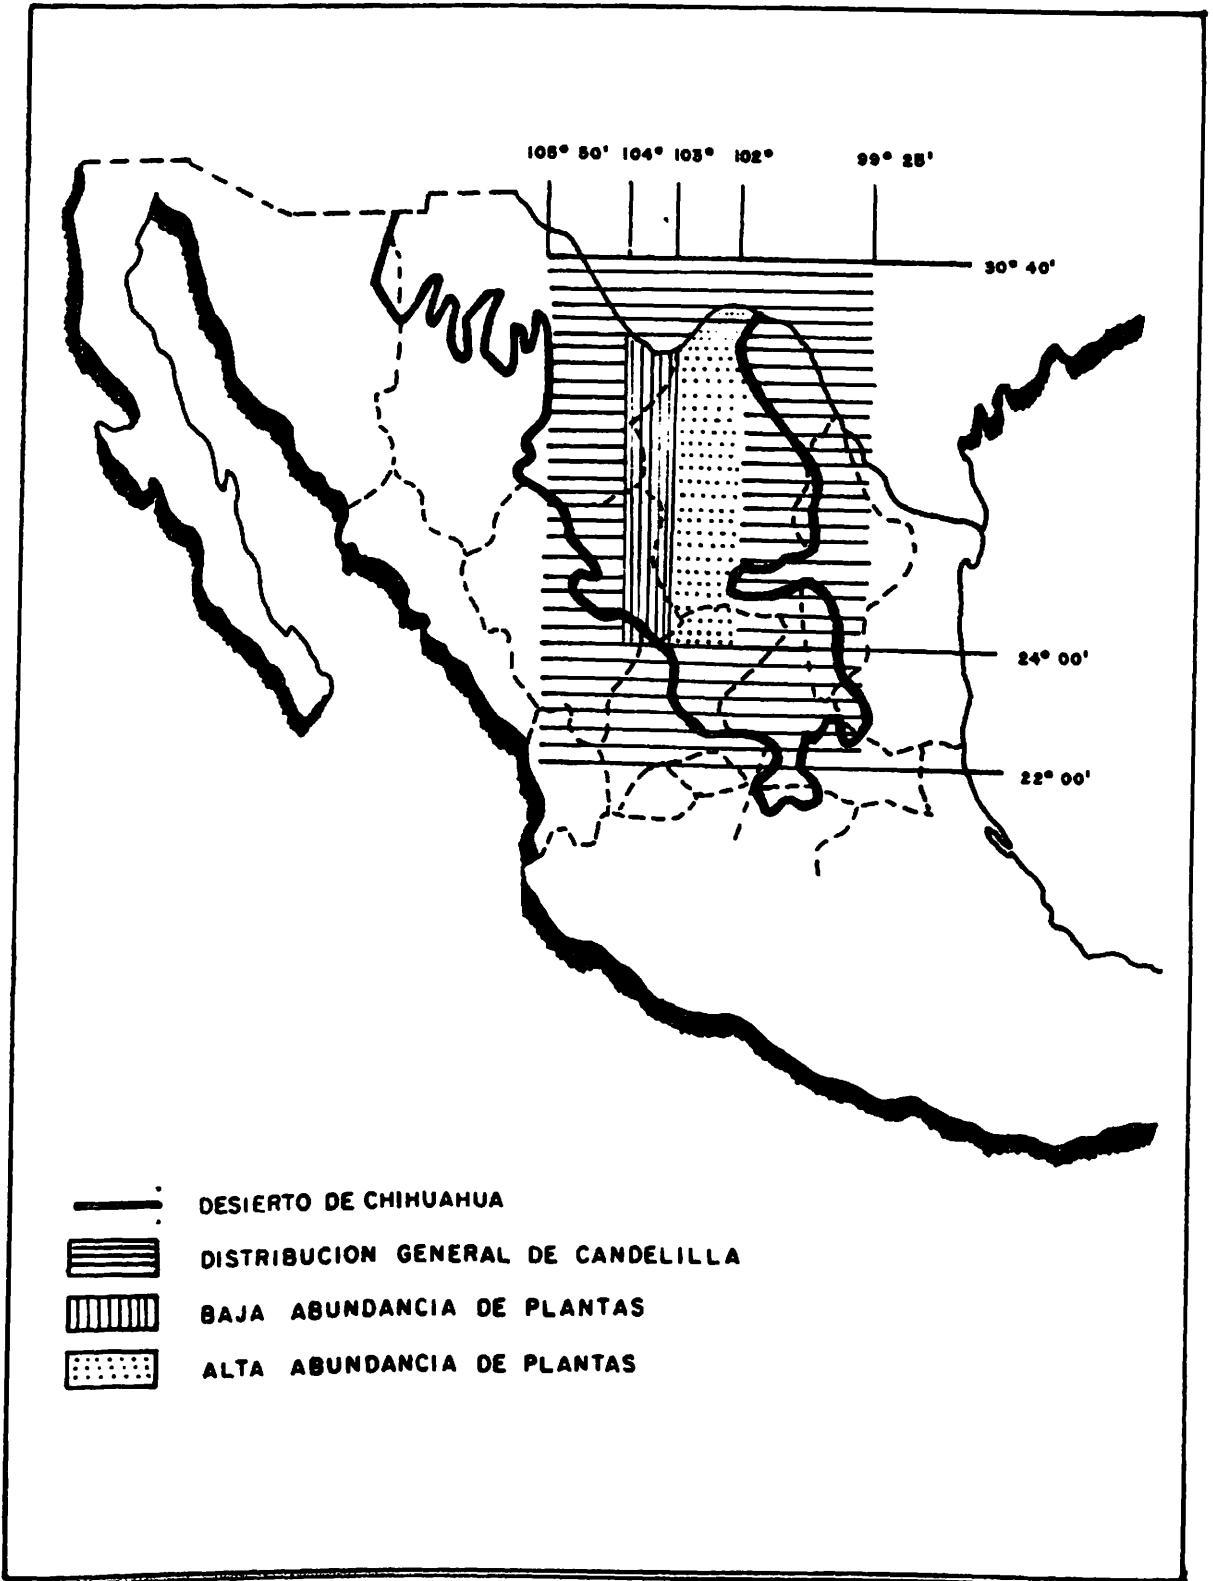 105° 50' 104° 103° 102° 99° 25'
30° 40'
24° 00'
22° 00'
DESIERTO DE CHIHUAHUA
DISTRIBUCION GENERAL DE CANDELILLA
BAJA ABUNDANCIA DE PLANTAS
ALTA ABUNDANCIA DE PLANTAS